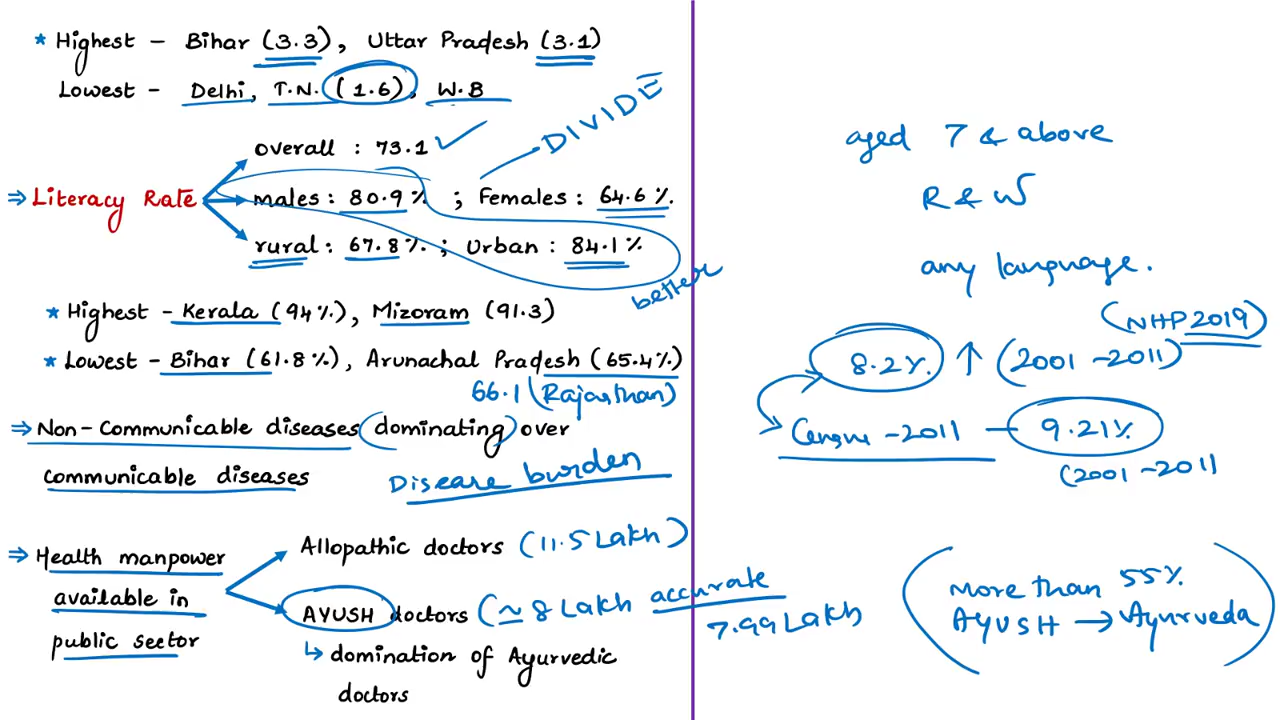 * Highest - Bihar (3.3), Uttar Pradesh (3.1)
Lowest - Delhi, T.N. (1.6), W.B
DIVIDE
overall : 73.1 ✓
⇒ Literacy Rate
males : 80.9 % ; Females : 64.6 %.
rural : 67.8 % ; Urban : 84.1 %
better
* Highest - Kerala (94%), Mizoram (91.3)
* Lowest - Bihar (61.8%), Arunachal Pradesh (65.4%)
66.1 (Rajasthan)
⇒ Non-Communicable diseases (dominating) over
communicable diseases
Disease burden
⇒ Health manpower
available in
public sector
Allopathic doctors (11.5 Lakh)
AYUSH doctors (≃ 8 Lakh accurate
7.99 Lakh
↳ domination of Ayurvedic
doctors
aged 7 & above
R & W
any language.
(NHP 2019)
8.2%. ↑ (2001 - 2011)
Census - 2011 — 9.21%
(2001 - 2011
(More than 55%
AYUSH → Ayurveda)